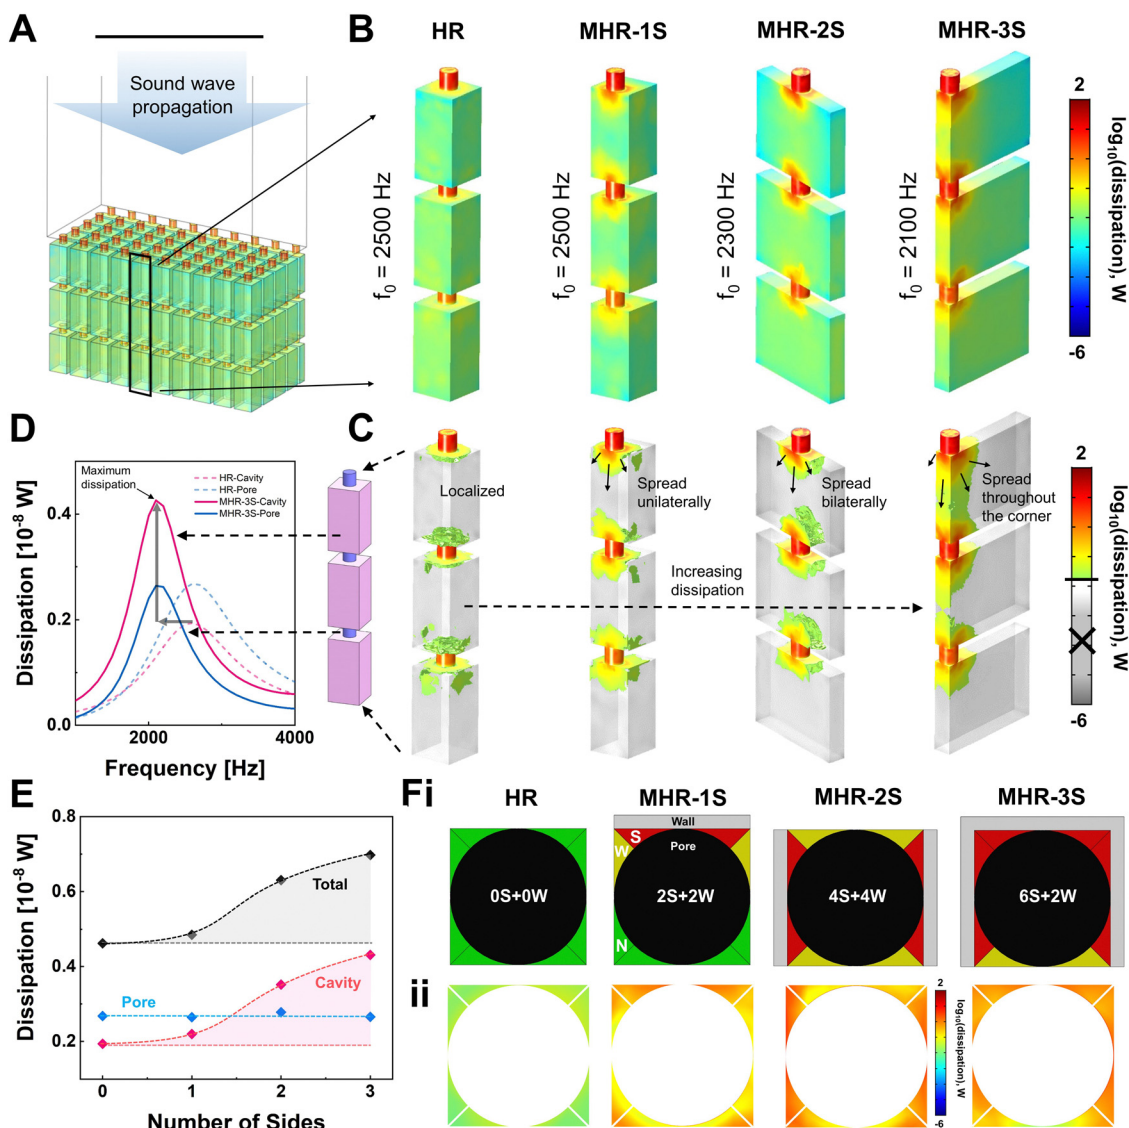 A
Sound wave
propagation
B
HR
MHR-1S
MHR-2S
MHR-3S
f₀ = 2500 Hz
f₀ = 2500 Hz
f₀ = 2300 Hz
f₀ = 2100 Hz
2
-6
log₁₀(dissipation), W
C
Localized
Spread
unilaterally
Spread
bilaterally
Spread
throughout
the corner
Increasing
dissipation
2
-6
log₁₀(dissipation), W
D
Maximum
dissipation
HR-Cavity
HR-Pore
MHR-3S-Cavity
MHR-3S-Pore
0.4
0.2
0.0
2000
4000
Dissipation [10⁻⁸ W]
Frequency [Hz]
E
0.8
0.6
0.4
0.2
0
1
2
3
Total
Pore
Cavity
Dissipation [10⁻⁸ W]
Number of Sides
Fi
HR
MHR-1S
MHR-2S
MHR-3S
Wall
S
W
Pore
N
0S+0W
2S+2W
4S+4W
6S+2W
ii
2
-6
log₁₀(dissipation), W